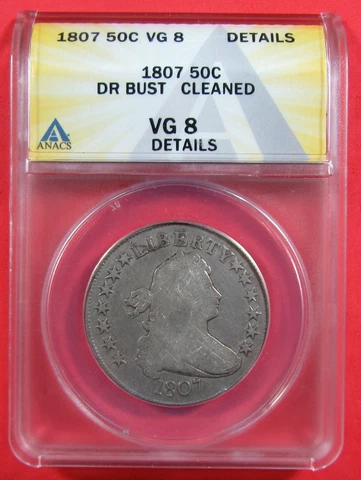 1807 50C VG 8 DETAILS
1807 50C
DR BUST CLEANED
ANACS
VG 8
DETAILS
LIBERTY
1807